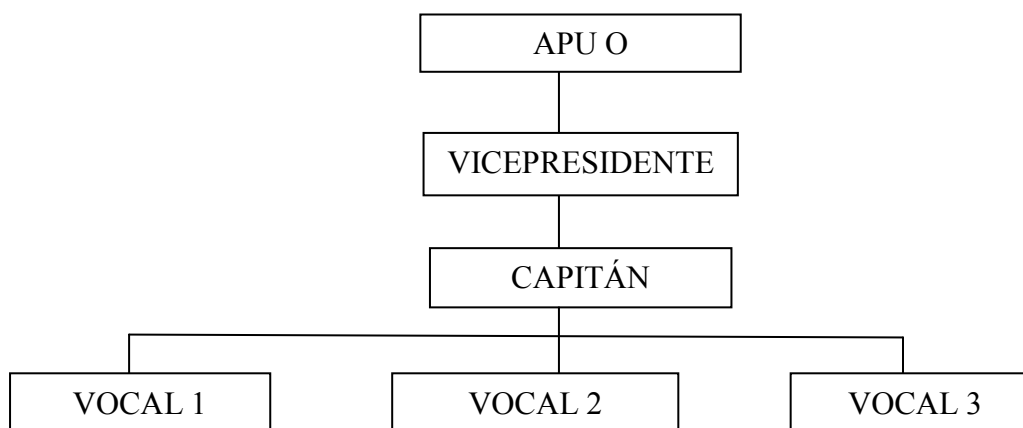 APU O
VICEPRESIDENTE
CAPITÁN
VOCAL 1
VOCAL 2
VOCAL 3